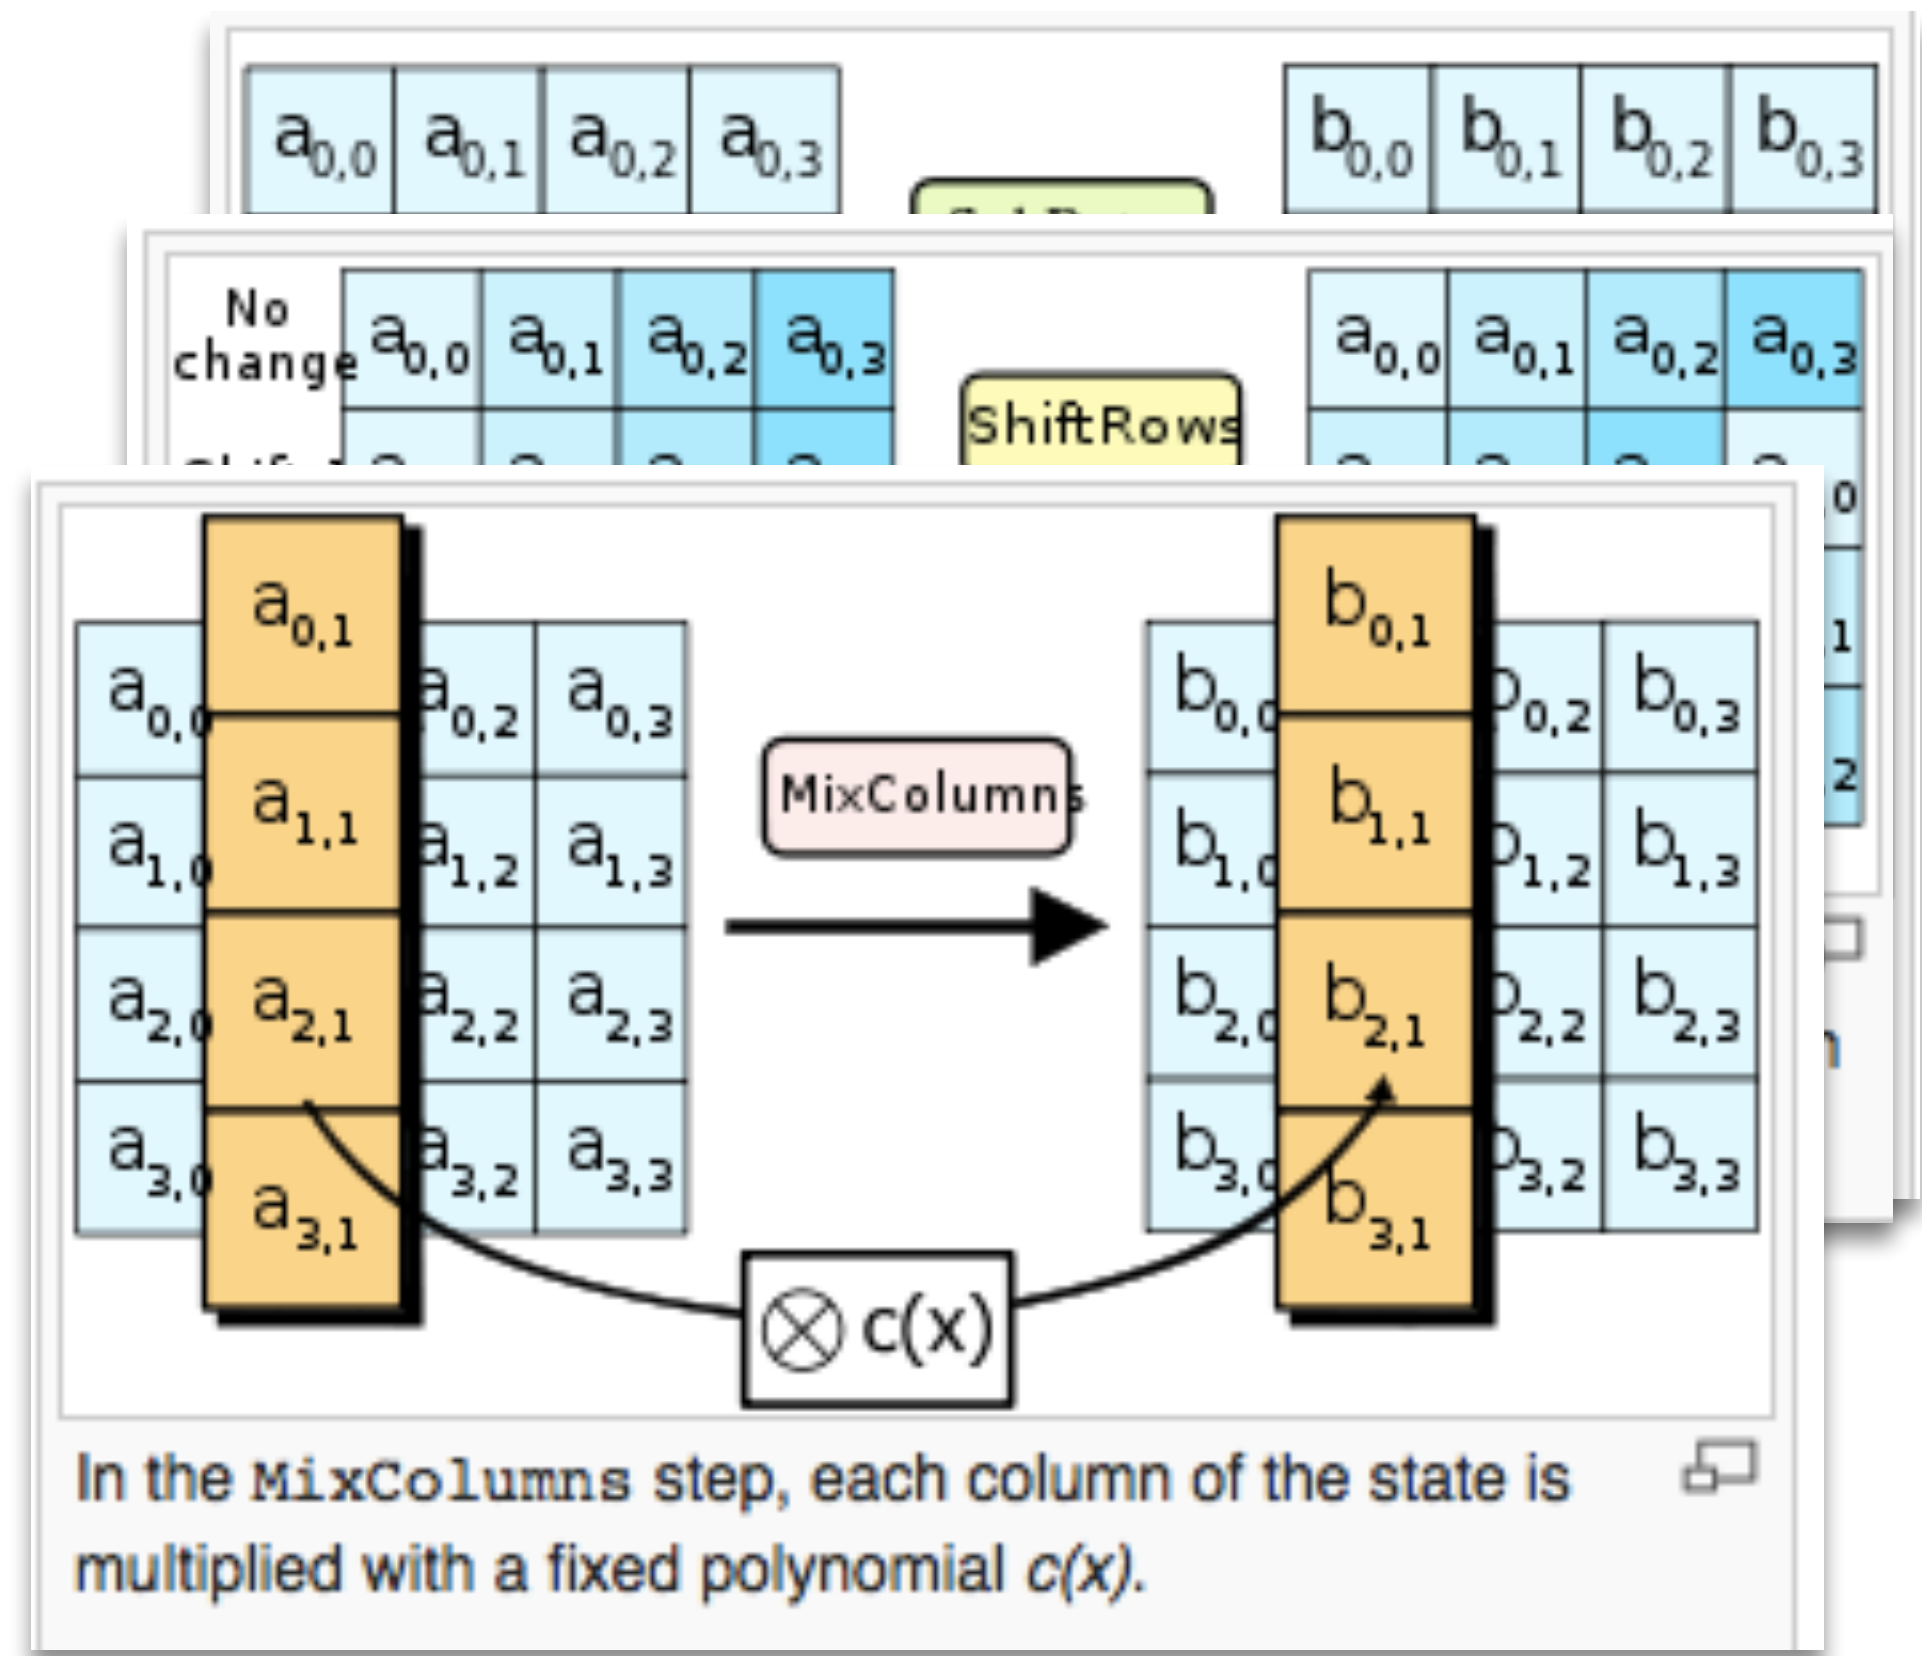 a0,0 a0,1 a0,2 a0,3 b0,0 b0,1 b0,2 b0,3
No
change
a0,0 a0,1 a0,2 a0,3 ShiftRows a0,0 a0,1 a0,2 a0,3
a0,1 b0,1
a0,0 a0,2 a0,3 b0,0 b0,2 b0,3
MixColumns
a1,1 b1,1
a1,0 a1,2 a1,3 b1,0 b1,2 b1,3
a2,0 a2,1 a2,2 a2,3 b2,0 b2,1 b2,2 b2,3
a3,0 a3,2 a3,3 b3,0 b3,2 b3,3
a3,1 b3,1
⊗ c(x)
In the MixColumns step, each column of the state is
multiplied with a fixed polynomial c(x).